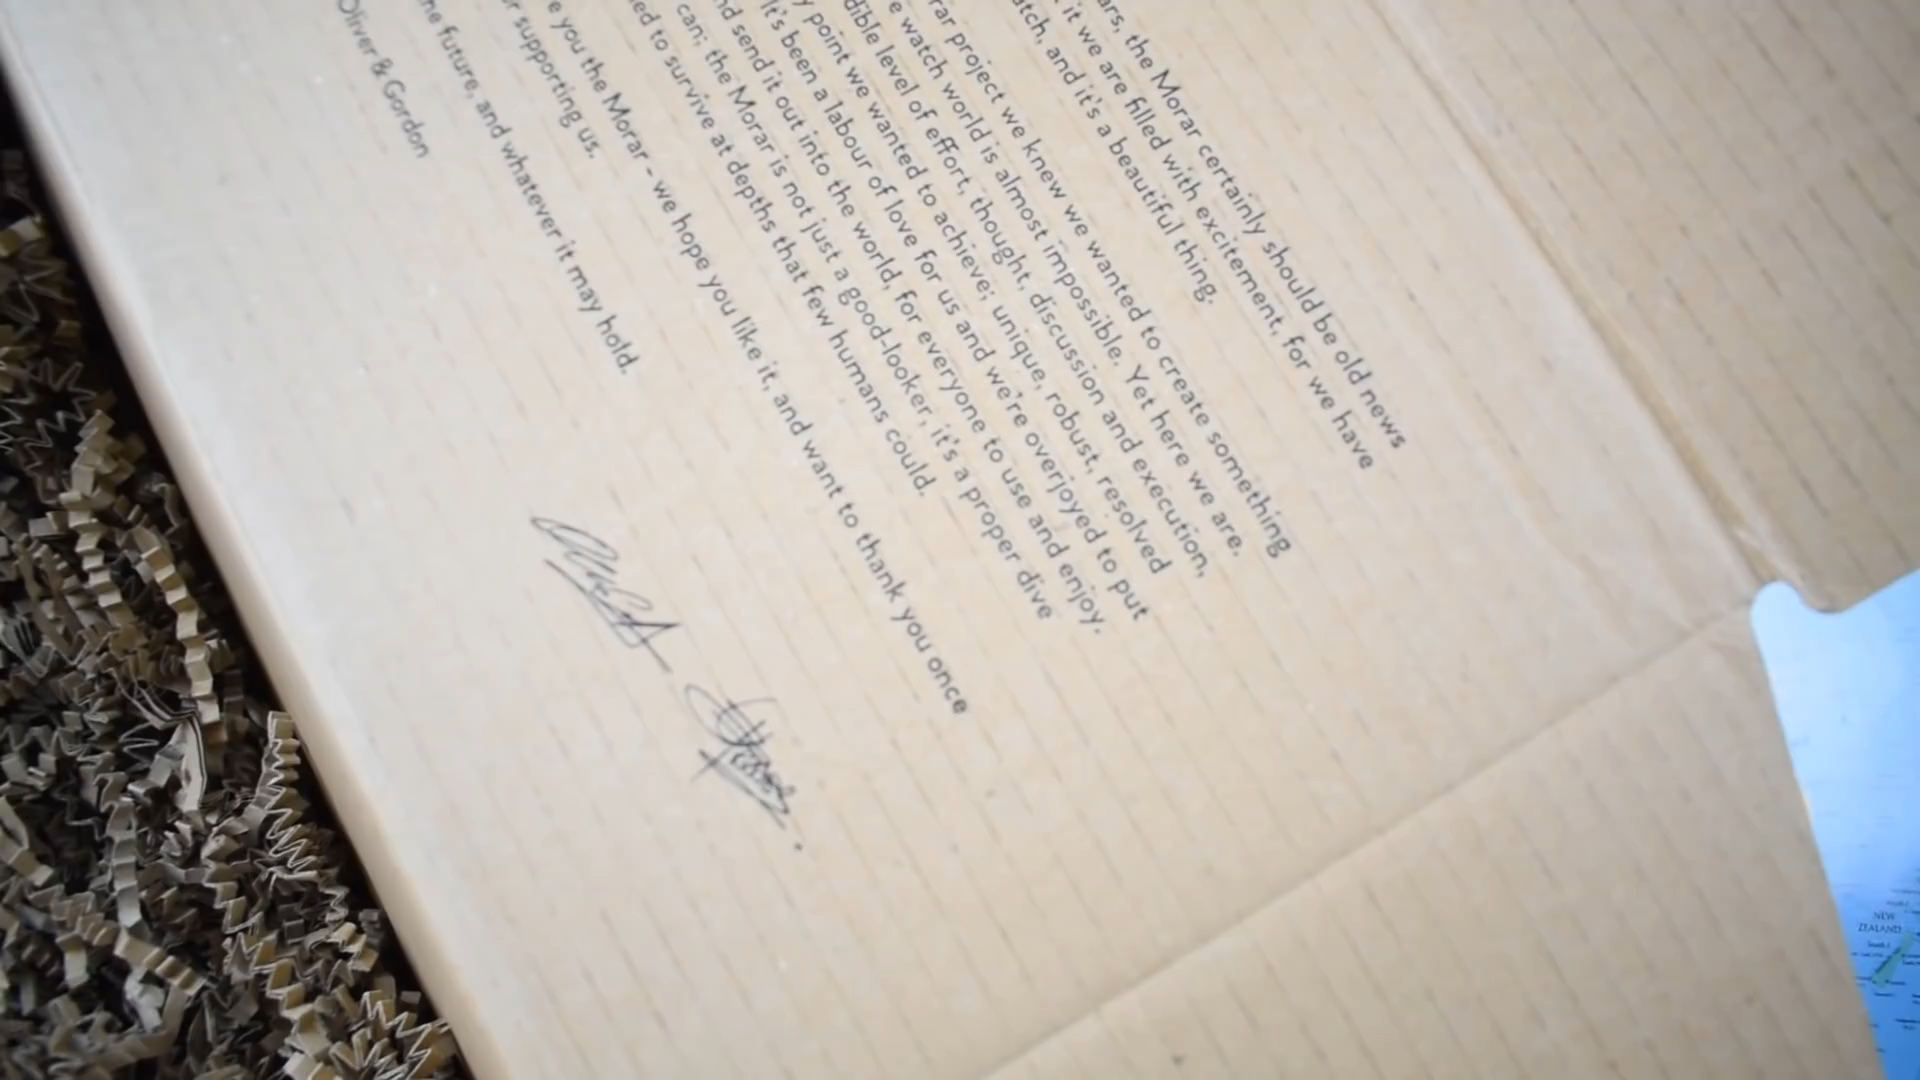 ars, the Morar certainly should be old news
it we are filled with excitement, for we have
atch, and it's a beautiful thing.
rar project we knew we wanted to create something
e watch world is almost impossible. Yet here we are.
dible level of effort, thought, discussion and execution,
y point we wanted to achieve; unique, robust, resolved
It's been a labour of love for us and we're overjoyed to put
nd send it out into the world, for everyone to use and enjoy.
can; the Morar is not just a good-looker, it's a proper dive
ed to survive at depths that few humans could.
e you the Morar - we hope you like it, and want to thank you once
r supporting us.
he future, and whatever it may hold.
Oliver & Gordon
NEW
ZEALAND